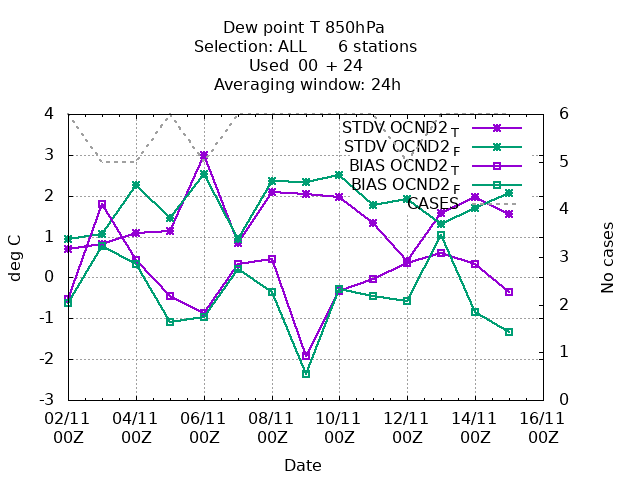 Dew point T 850hPa
Selection: ALL 6 stations
Used 00 + 24
Averaging window: 24h
STDV OCND2 T
STDV OCND2 F
BIAS OCND2 T
BIAS OCND2 F
CASES
deg C
4
3
2
1
0
-1
-2
-3
No cases
6
5
4
3
2
1
0
02/11 04/11 06/11 08/11 10/11 12/11 14/11 16/11
00Z 00Z 00Z 00Z 00Z 00Z 00Z 00Z
Date